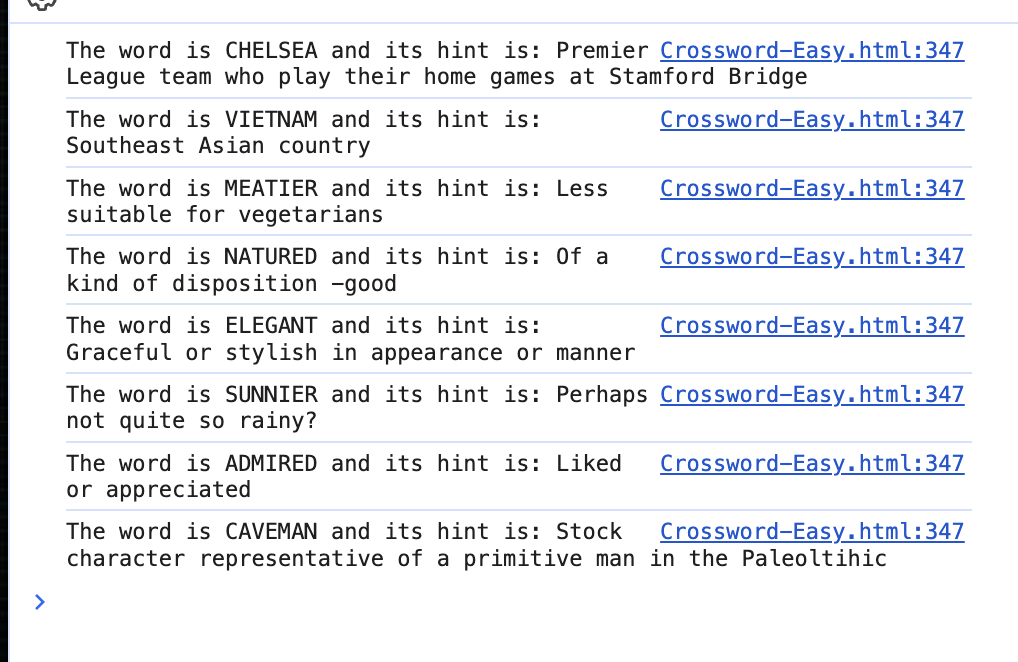 The word is CHELSEA and its hint is: Premier Crossword-Easy.html:347
League team who play their home games at Stamford Bridge
The word is VIETNAM and its hint is: Crossword-Easy.html:347
Southeast Asian country
The word is MEATIER and its hint is: Less Crossword-Easy.html:347
suitable for vegetarians
The word is NATURED and its hint is: Of a Crossword-Easy.html:347
kind of disposition -good
The word is ELEGANT and its hint is: Crossword-Easy.html:347
Graceful or stylish in appearance or manner
The word is SUNNIER and its hint is: Perhaps Crossword-Easy.html:347
not quite so rainy?
The word is ADMIRED and its hint is: Liked Crossword-Easy.html:347
or appreciated
The word is CAVEMAN and its hint is: Stock Crossword-Easy.html:347
character representative of a primitive man in the Paleoltihic